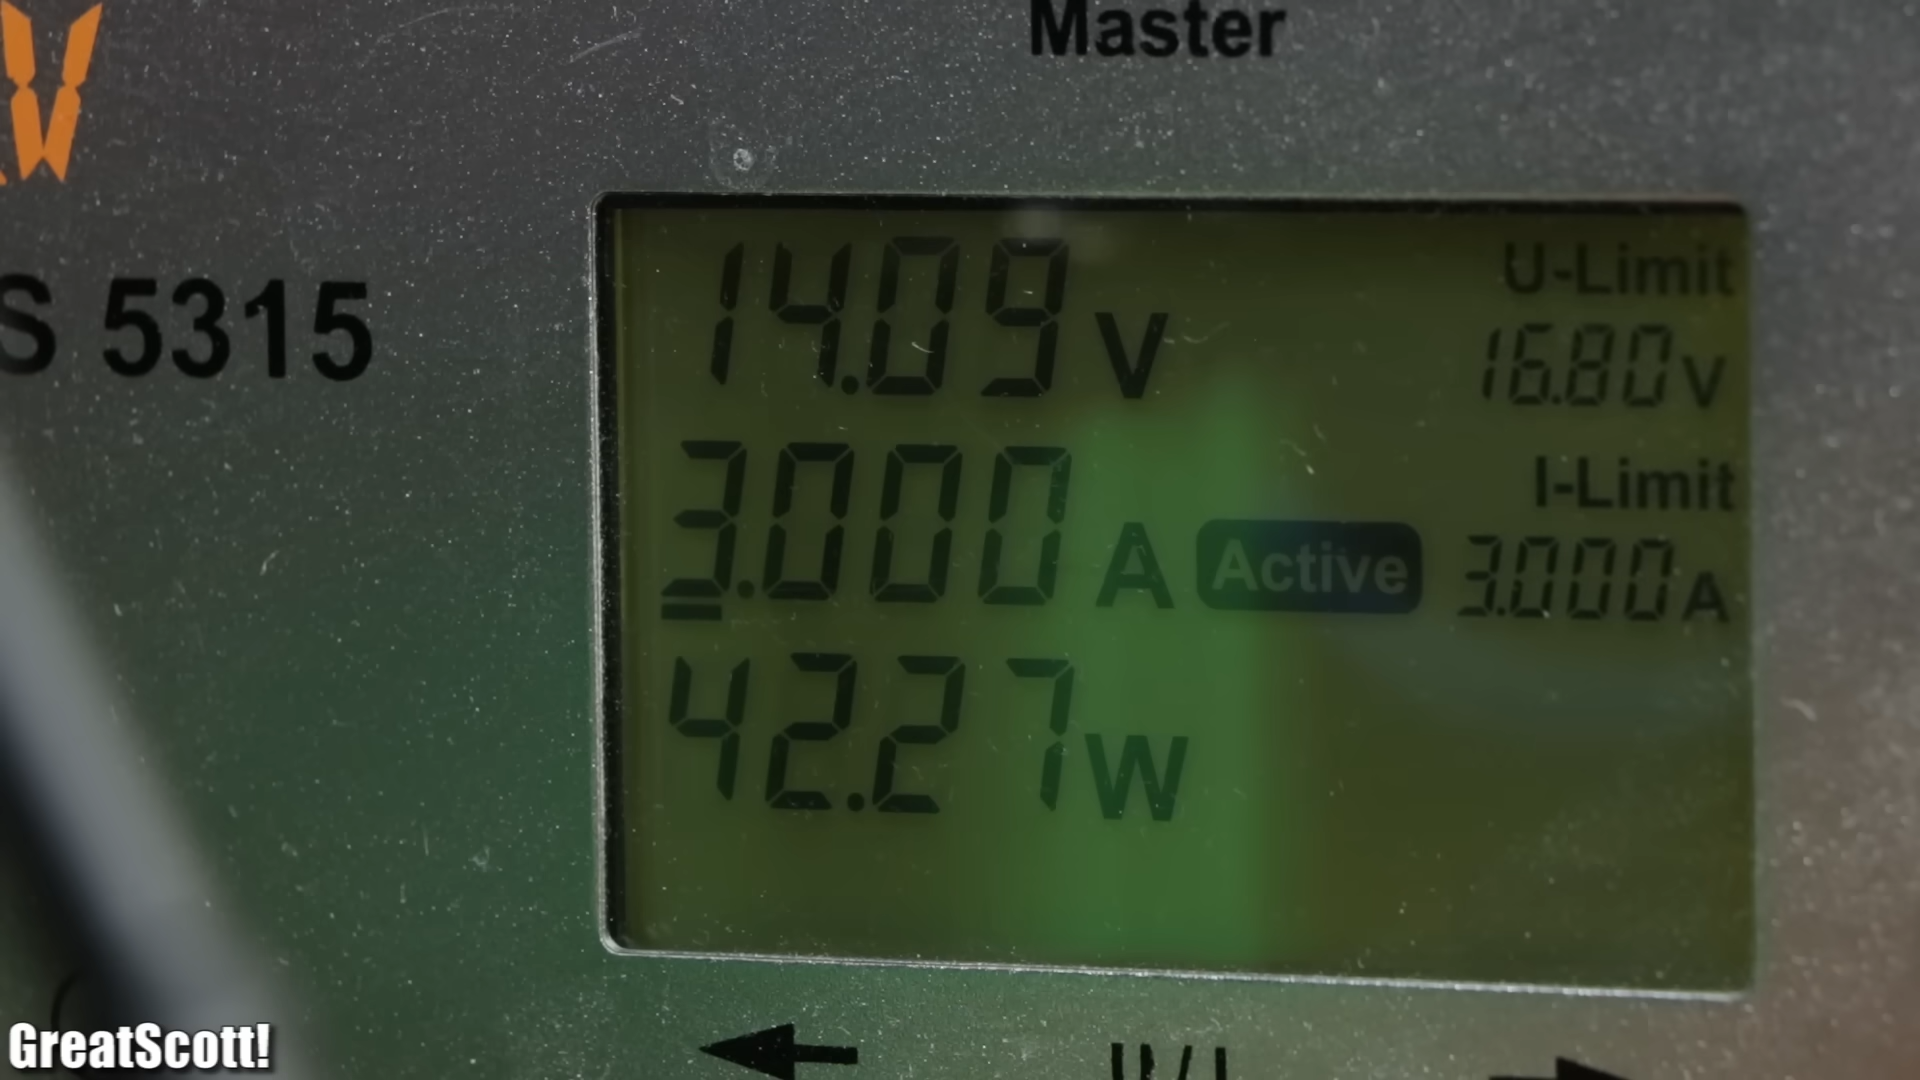 Master
V
S 5315
14.09 V
U-Limit
16.80 V
3.000 A
Active
I-Limit
3.000 A
42.27 W
U/I
GreatScott!